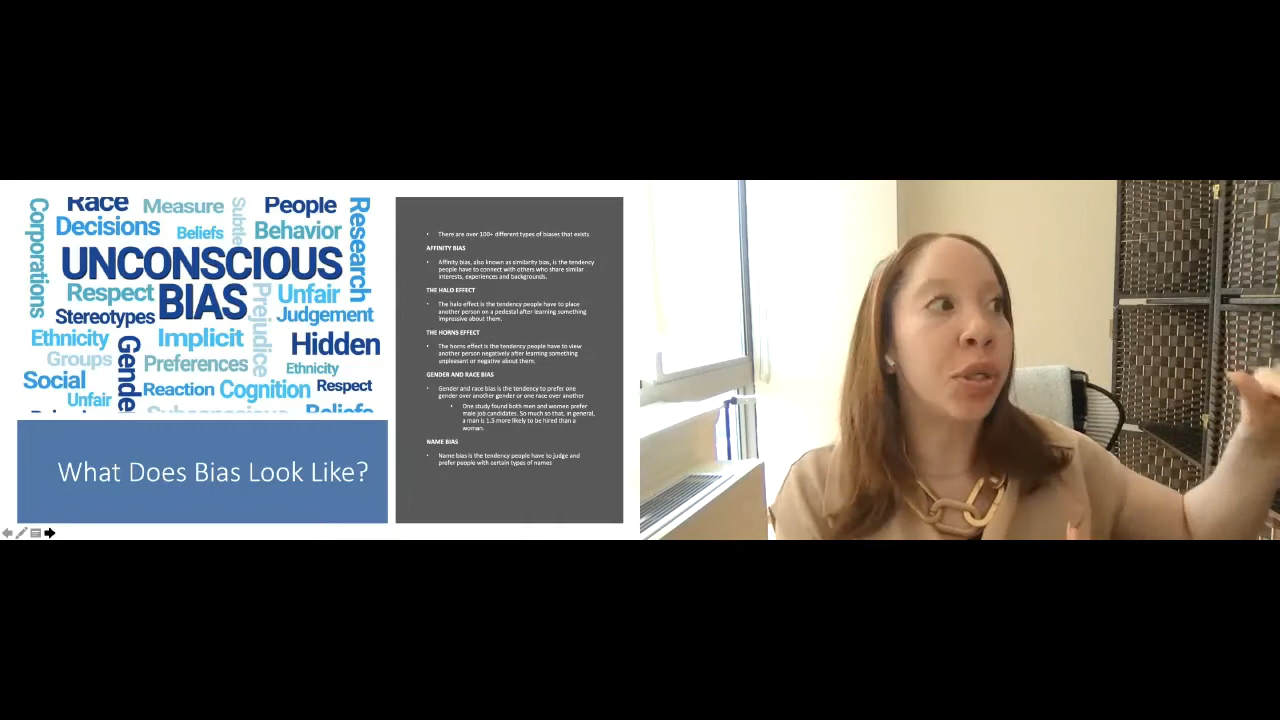 Race
Measure
Subtle
People
Research
Corporations
Decisions
Beliefs
Behavior
UNCONSCIOUS
Respect
BIAS
Prejudice
Unfair
Stereotypes
Judgement
Ethnicity
Implicit
Hidden
Groups
Gende
Preferences
Ethnicity
Social
Reaction
Cognition
Respect
Unfair
Subconscious
Beliefs
What Does Bias Look Like?
• There are over 100+ different types of biases that exists
AFFINITY BIAS
• Affinity bias, also known as similarity bias, is the tendency
people have to connect with others who share similar
interests, experiences and backgrounds.
THE HALO EFFECT
• The halo effect is the tendency people have to place
another person on a pedestal after learning something
impressive about them.
THE HORNS EFFECT
• The horns effect is the tendency people have to view
another person negatively after learning something
unpleasant or negative about them.
GENDER AND RACE BIAS
• Gender and race bias is the tendency to prefer one
gender over another gender or one race over another
• One study found both men and women prefer
male job candidates. So much so that, in general,
a man is 1.5 more likely to be hired than a
woman.
NAME BIAS
• Name bias is the tendency people have to judge and
prefer people with certain types of names